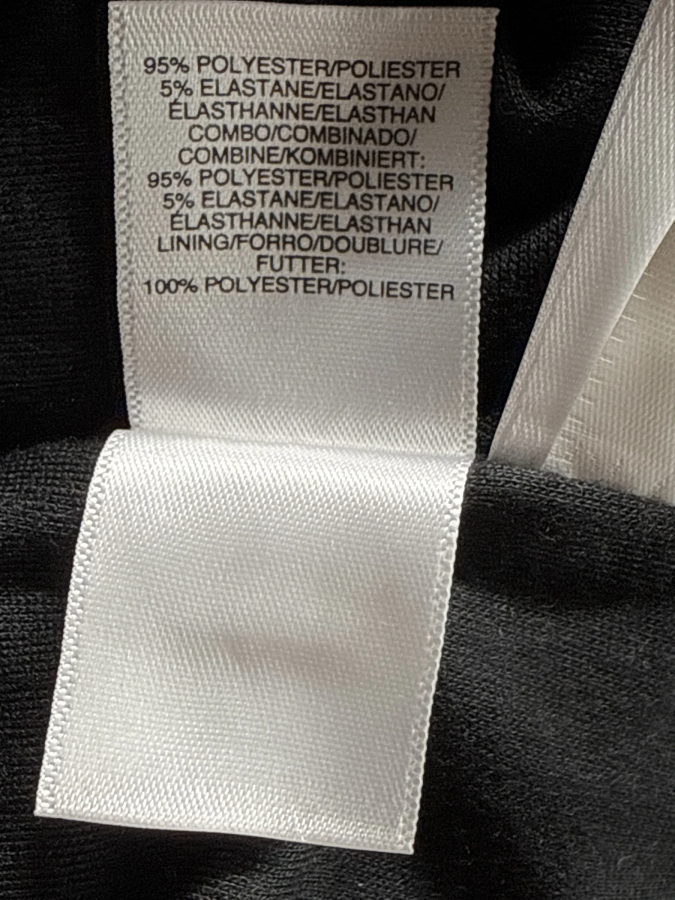 95% POLYESTER/POLIESTER
5% ELASTANE/ELASTANO/
ÉLASTHANNE/ELASTHAN
COMBO/COMBINADO/
COMBINE/KOMBINIERT:
95% POLYESTER/POLIESTER
5% ELASTANE/ELASTANO/
ÉLASTHANNE/ELASTHAN
LINING/FORRO/DOUBLURE/
FUTTER:
100% POLYESTER/POLIESTER